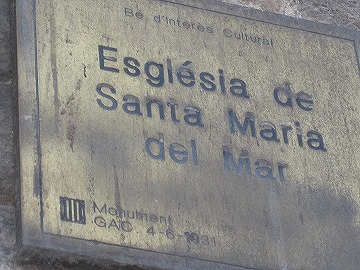 Bé d'Interès Cultural
Església de
Santa Maria
del Mar
Monument
GAC 4-6-1931